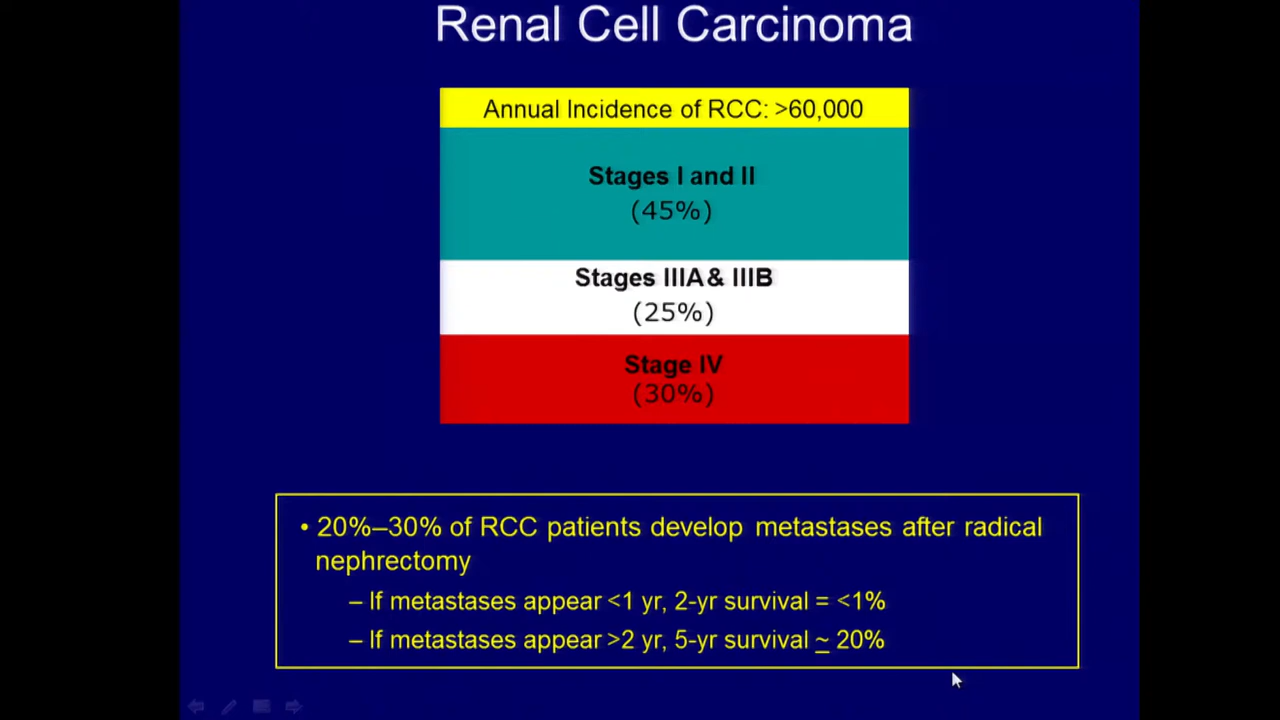 Renal Cell Carcinoma
Annual Incidence of RCC: >60,000
Stages I and II
(45%)
Stages IIIA & IIIB
(25%)
Stage IV
(30%)
• 20%–30% of RCC patients develop metastases after radical
nephrectomy
– If metastases appear <1 yr, 2-yr survival = <1%
– If metastases appear >2 yr, 5-yr survival ~ 20%